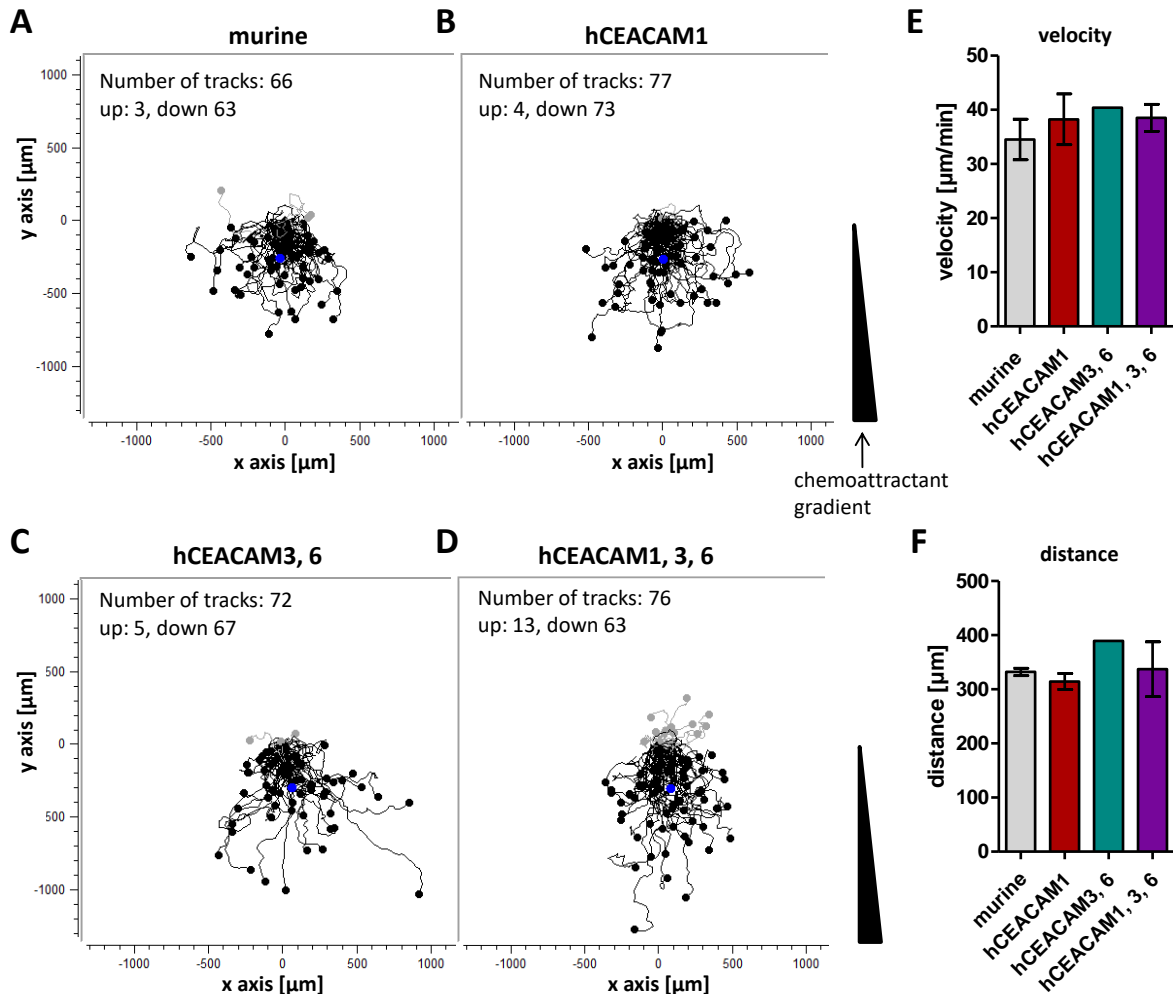 A
murine
Number of tracks: 66
up: 3, down 63
y axis [µm]
1000
500
0
-500
-1000
-1000
-500
0
500
1000
x axis [µm]
B
hCEACAM1
Number of tracks: 77
up: 4, down 73
-1000
-500
0
500
1000
x axis [µm]
chemoattractant
gradient
E
velocity
velocity [µm/min]
50
40
30
20
10
0
murine
hCEACAM1
hCEACAM3, 6
hCEACAM1, 3, 6
C
hCEACAM3, 6
Number of tracks: 72
up: 5, down 67
y axis [µm]
1000
500
0
500
-1000
-1000
-500
0
500
1000
x axis [µm]
D
hCEACAM1, 3, 6
Number of tracks: 76
up: 13, down 63
-1000
-500
0
500
1000
x axis [µm]
F
distance
distance [µm]
500
400
300
200
100
0
murine
hCEACAM1
hCEACAM3, 6
hCEACAM1, 3, 6